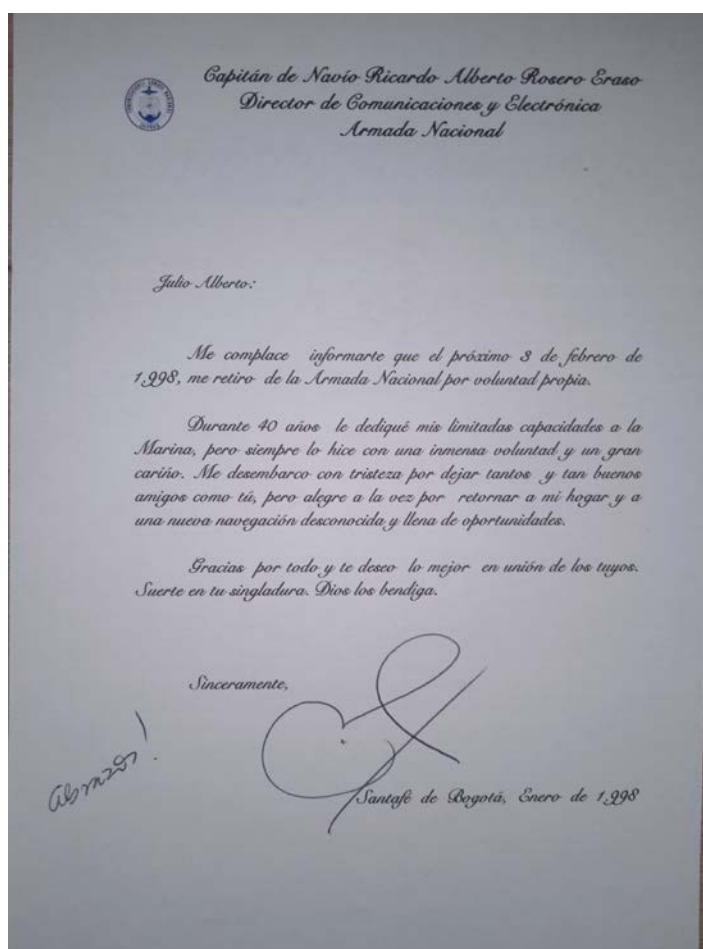 Capitán de Navío Ricardo Alberto Rosero Eraso
Director de Comunicaciones y Electrónica
Armada Nacional
Julio Alberto:
Me complace informarte que el próximo 3 de febrero de
1.998, me retiro de la Armada Nacional por voluntad propia.
Durante 40 años le dediqué mis limitadas capacidades a la
Marina, pero siempre lo hice con una inmensa voluntad y un gran
cariño. Me desembarco con tristeza por dejar tantos y tan buenos
amigos como tú, pero alegre a la vez por retornar a mi hogar y a
una nueva navegación desconocida y llena de oportunidades.
Gracias por todo y te deseo lo mejor en unión de los tuyos.
Suerte en tu singladura. Dios los bendiga.
Sinceramente,
Abrazos!
Santafé de Bogotá, Enero de 1.998